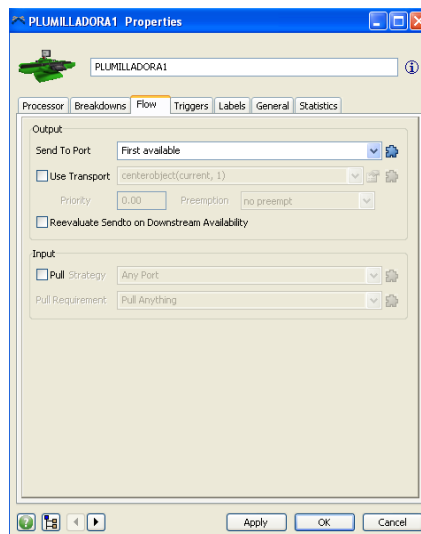 PLUMILLADORA1 Properties
PLUMILLADORA1
Processor Breakdowns Flow Triggers Labels General Statistics
Output
Send To Port First available
Use Transport centerobject(current, 1)
Priority 0.00 Preemption no preempt
Reevaluate Sendto on Downstream Availability
Input
Pull Strategy Any Port
Pull Requirement Pull Anything
Apply OK Cancel